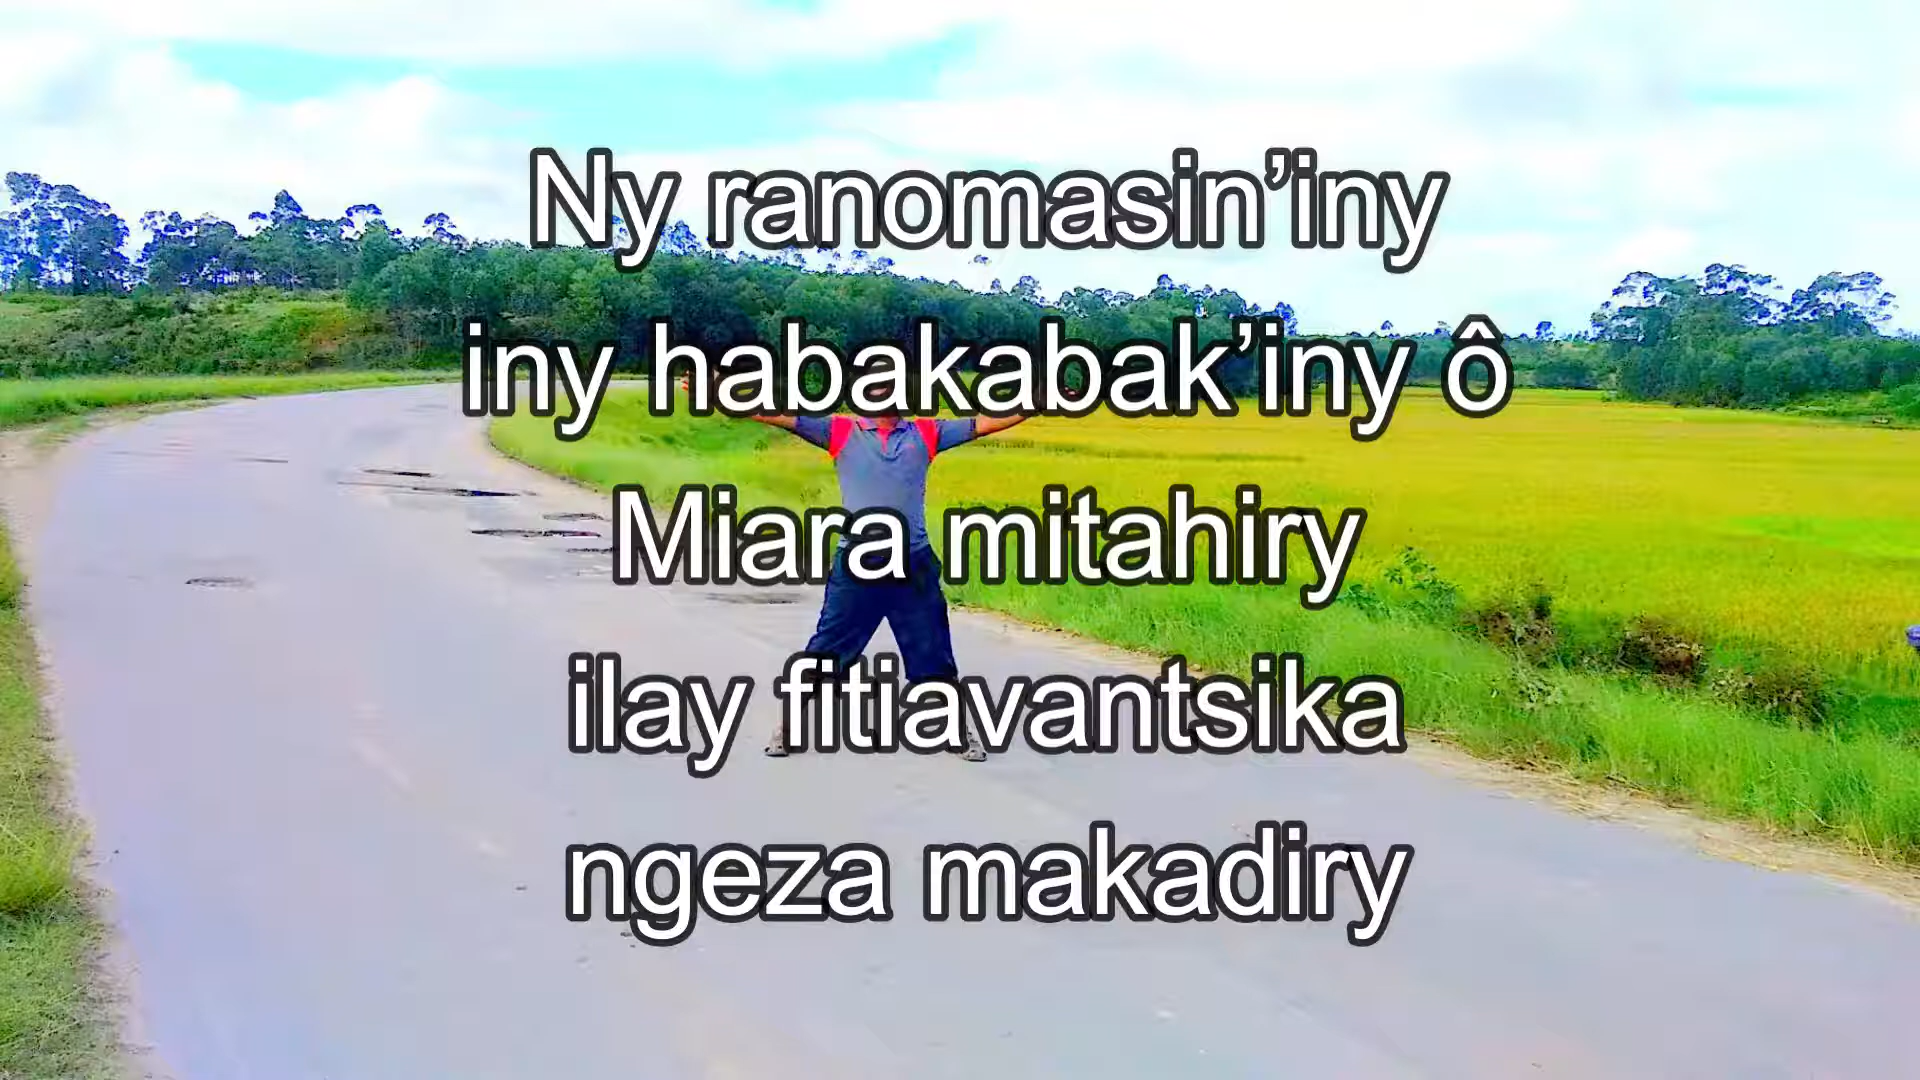 Ny ranomasin’iny
iny habakabak’iny ô
Miara mitahiry
ilay fitiavantsika
ngeza makadiry